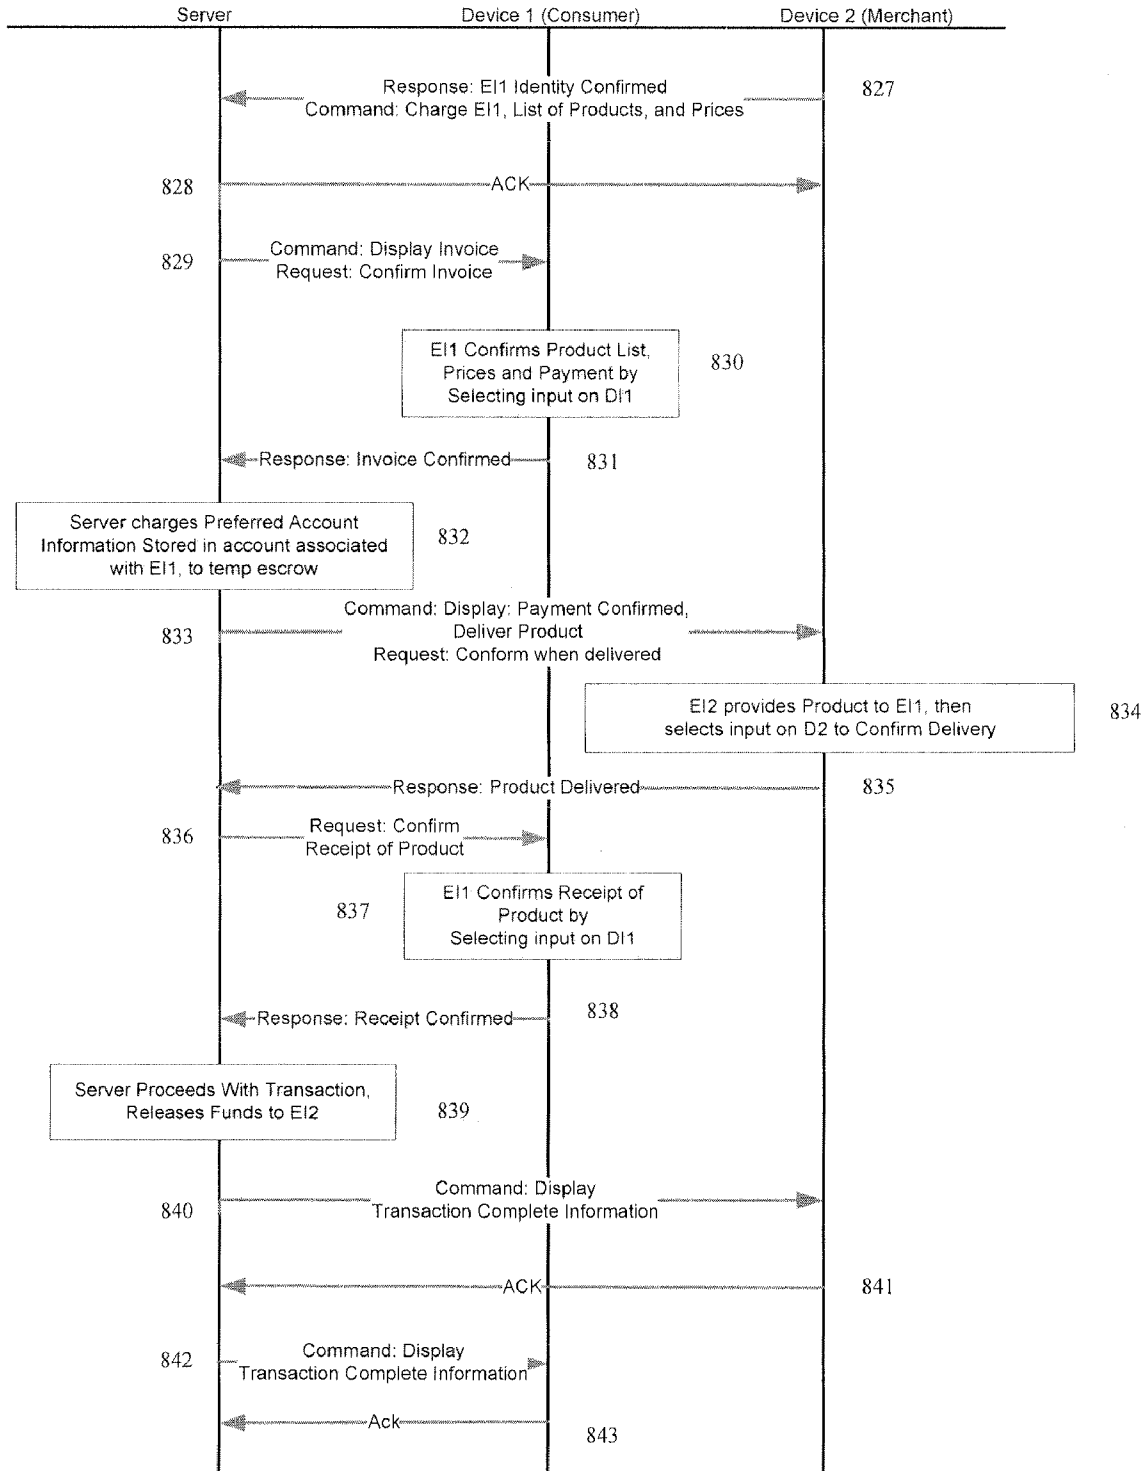 Server
Device 1 (Consumer)
Device 2 (Merchant)
Response: EI1 Identity Confirmed
827
Command: Charge EI1, List of Products, and Prices
828
ACK
829
Command: Display Invoice
Request: Confirm Invoice
EI1 Confirms Product List,
Prices and Payment by
Selecting input on DI1
830
Response: Invoice Confirmed
831
Server charges Preferred Account
Information Stored in account associated
with EI1, to temp escrow
832
833
Command: Display: Payment Confirmed,
Deliver Product
Request: Conform when delivered
EI2 provides Product to EI1, then
selects input on D2 to Confirm Delivery
834
Response: Product Delivered
835
836
Request: Confirm
Receipt of Product
837
EI1 Confirms Receipt of
Product by
Selecting input on DI1
838
Response: Receipt Confirmed
Server Proceeds With Transaction,
Releases Funds to EI2
839
840
Command: Display
Transaction Complete Information
ACK
841
842
Command: Display
Transaction Complete Information
Ack
843